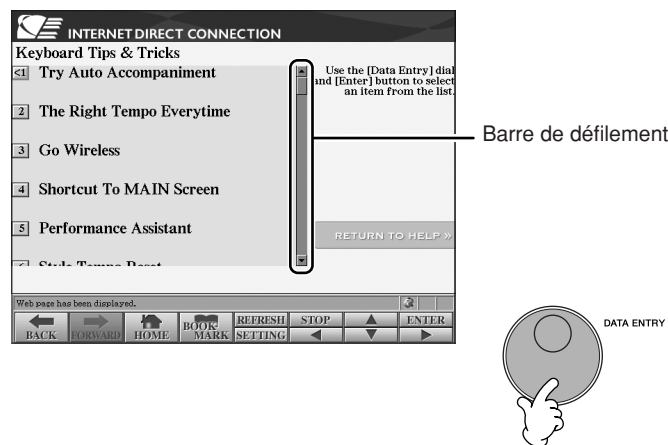 INTERNET DIRECT CONNECTION
Keyboard Tips & Tricks
<1 Try Auto Accompaniment
2 The Right Tempo Everytime
3 Go Wireless
4 Shortcut To MAIN Screen
5 Performance Assistant
Style Tempo Reset
Use the [Data Entry] dial
and [Enter] button to select
an item from the list.
RETURN TO HELP »
Barre de défilement
Web page has been displayed.
BACK FORWARD HOME BOOK-MARK REFRESH SETTING STOP ENTER
DATA ENTRY